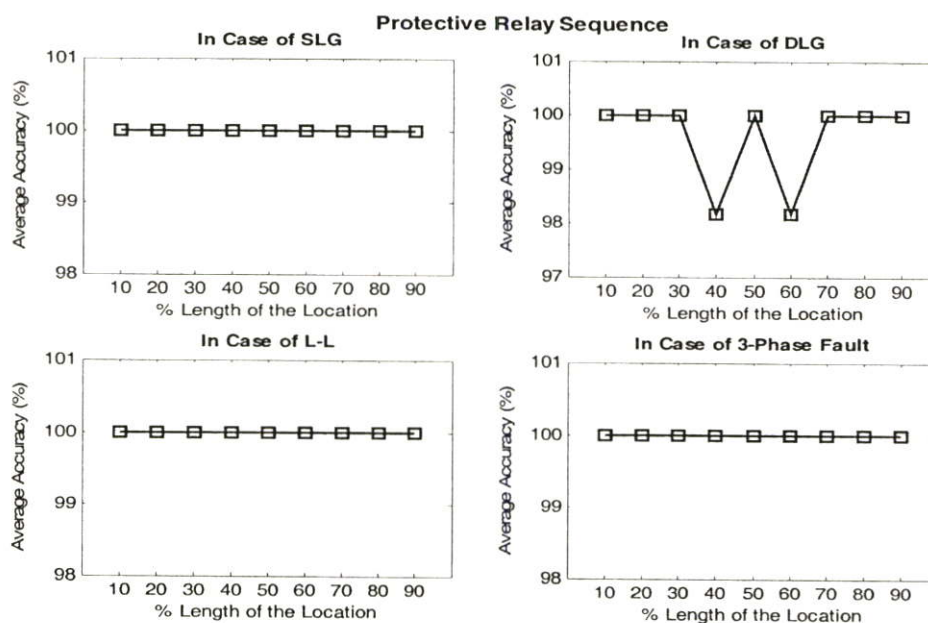 Protective Relay Sequence
In Case of SLG
101
100
99
98
Average Accuracy (%)
10 20 30 40 50 60 70 80 90
% Length of the Location
In Case of DLG
101
100
99
98
97
Average Accuracy (%)
10 20 30 40 50 60 70 80 90
% Length of the Location
In Case of L-L
101
100
99
98
Average Accuracy (%)
10 20 30 40 50 60 70 80 90
% Length of the Location
In Case of 3-Phase Fault
101
100
99
98
Average Accuracy (%)
10 20 30 40 50 60 70 80 90
% Length of the Location